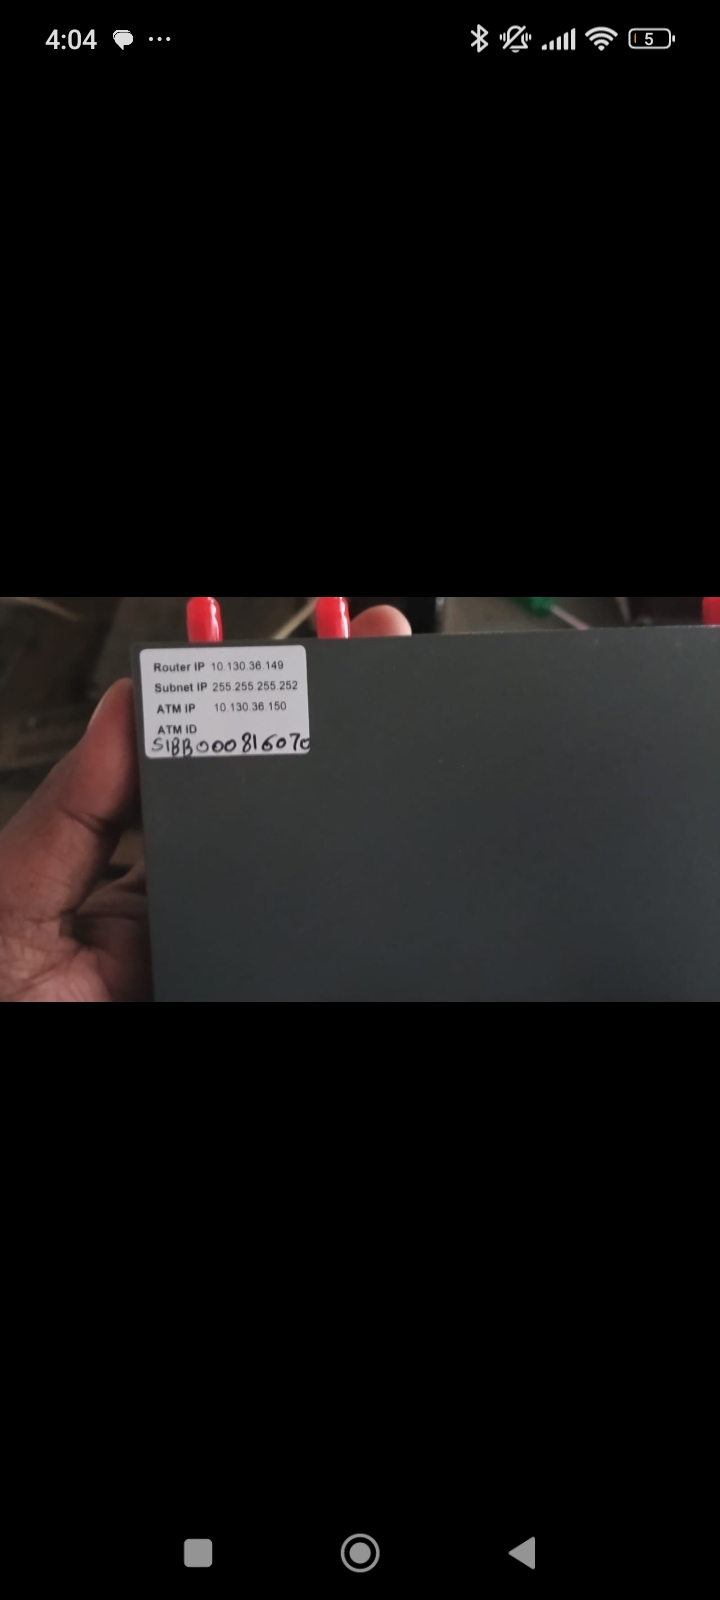 4:04
5
Router IP 10.130.36.149
Subnet IP 255.255.255.252
ATM IP 10.130.36.150
ATM ID